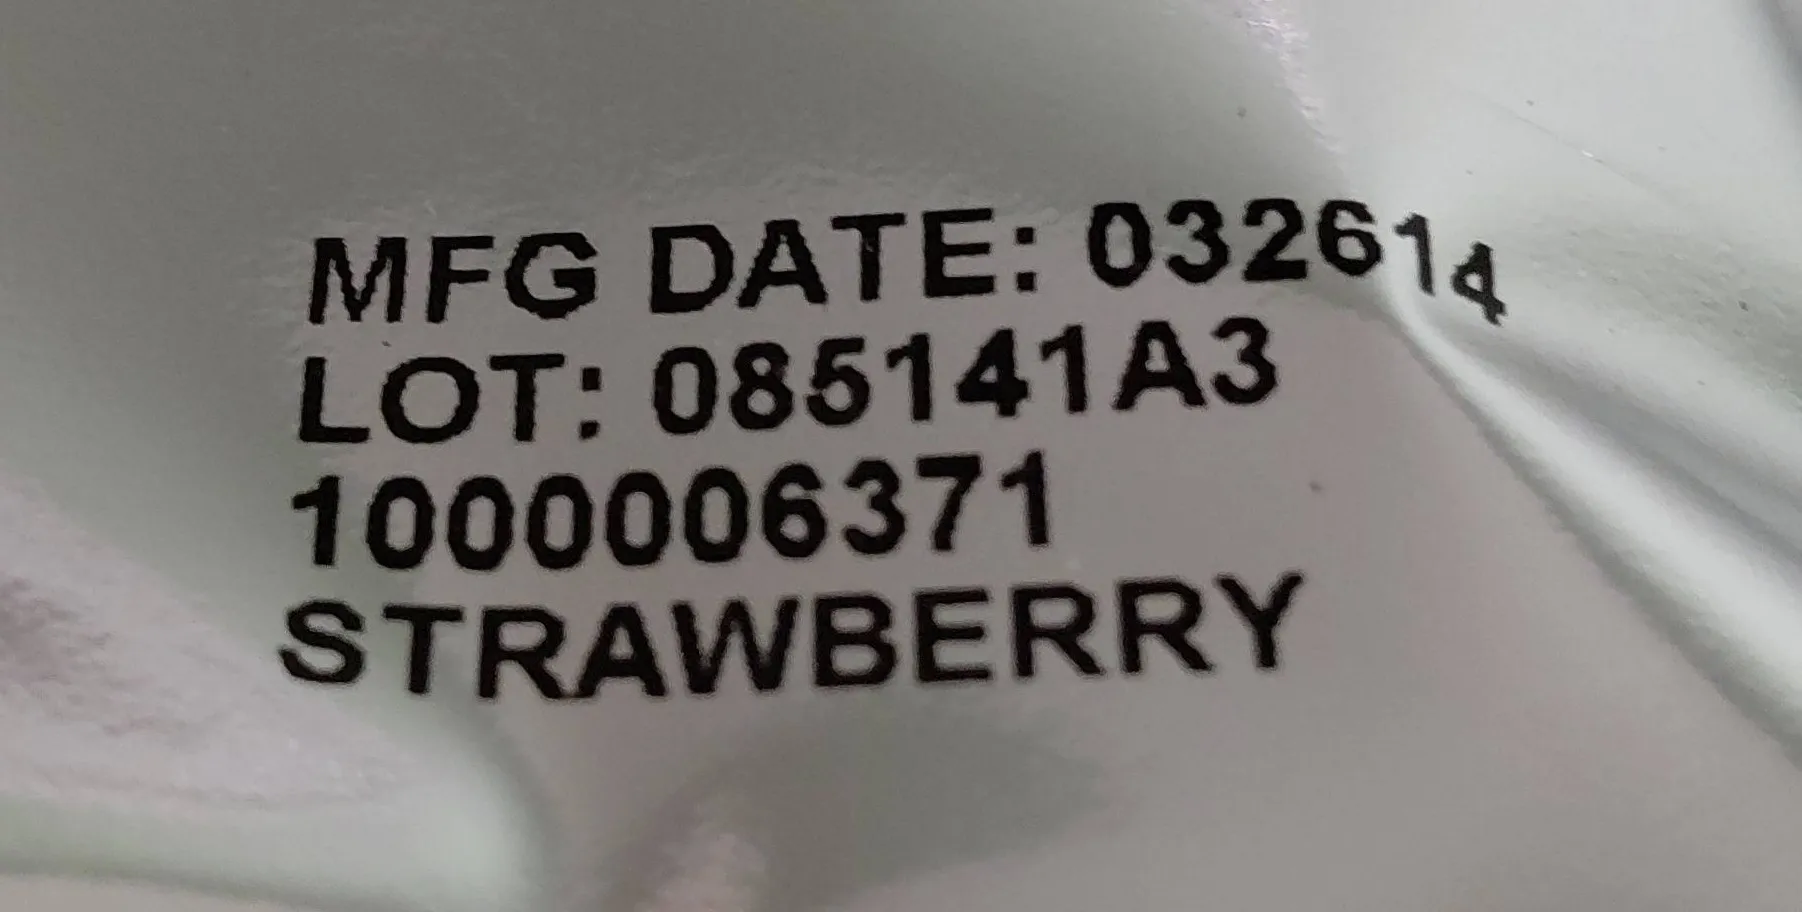 MFG DATE: 032614
LOT: 085141A3
1000006371
STRAWBERRY